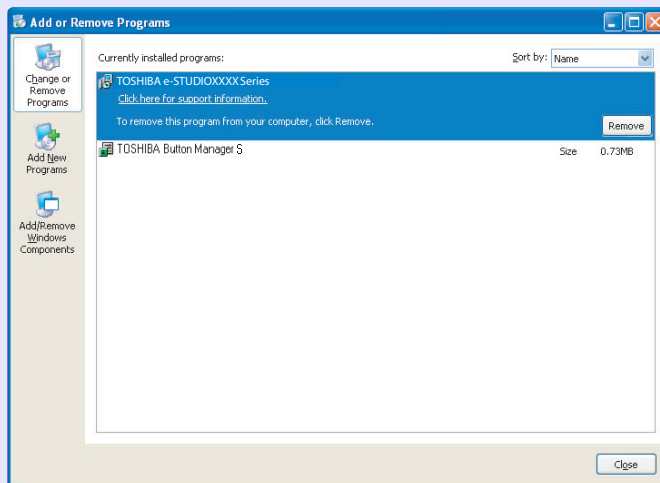 Add or Remove Programs
Change or
Remove
Programs
Currently installed programs:
Sort by: Name
TOSHIBA e-STUDIOXXXX Series
Click here for support information.
To remove this program from your computer, click Remove.
Remove
TOSHIBA Button Manager S
Size 0.73MB
Add New
Programs
Add/Remove
Windows
Components
Close